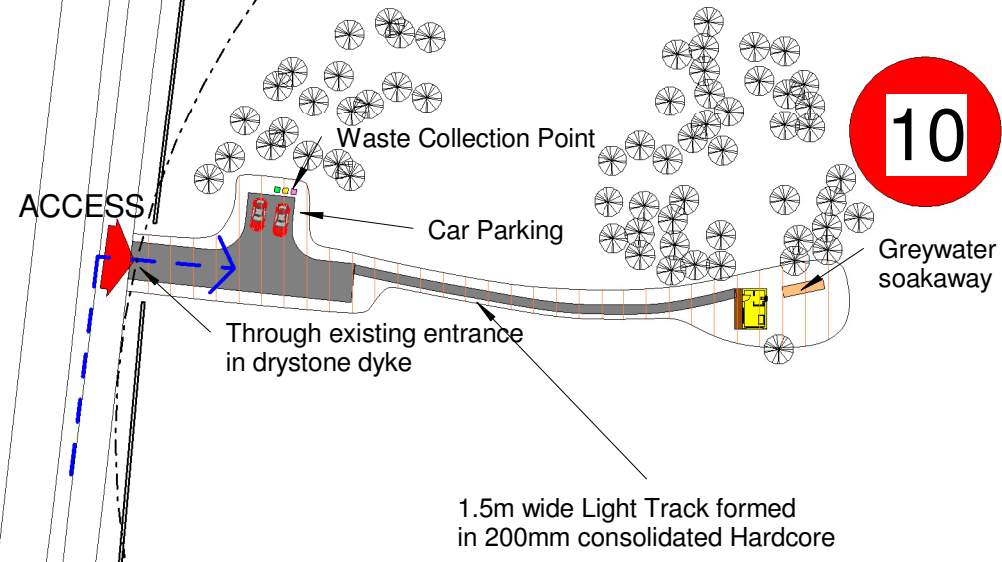 10
Waste Collection Point
ACCESS
Car Parking
Greywater
soakaway
Through existing entrance
in drystone dyke
1.5m wide Light Track formed
in 200mm consolidated Hardcore